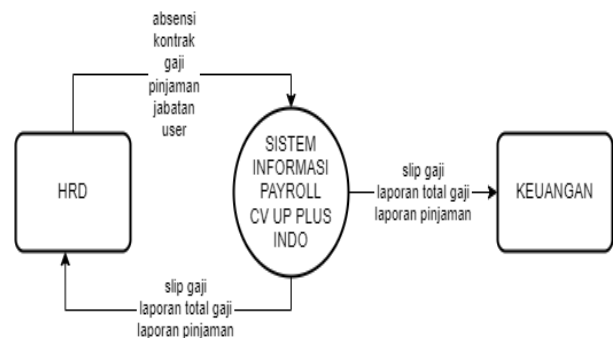 absensi
kontrak
gaji
pinjaman
jabatan
user
HRD
SISTEM
INFORMASI
PAYROLL
CV UP PLUS
INDO
slip gaji
laporan total gaji
laporan pinjaman
KEUANGAN
slip gaji
laporan total gaji
laporan pinjaman